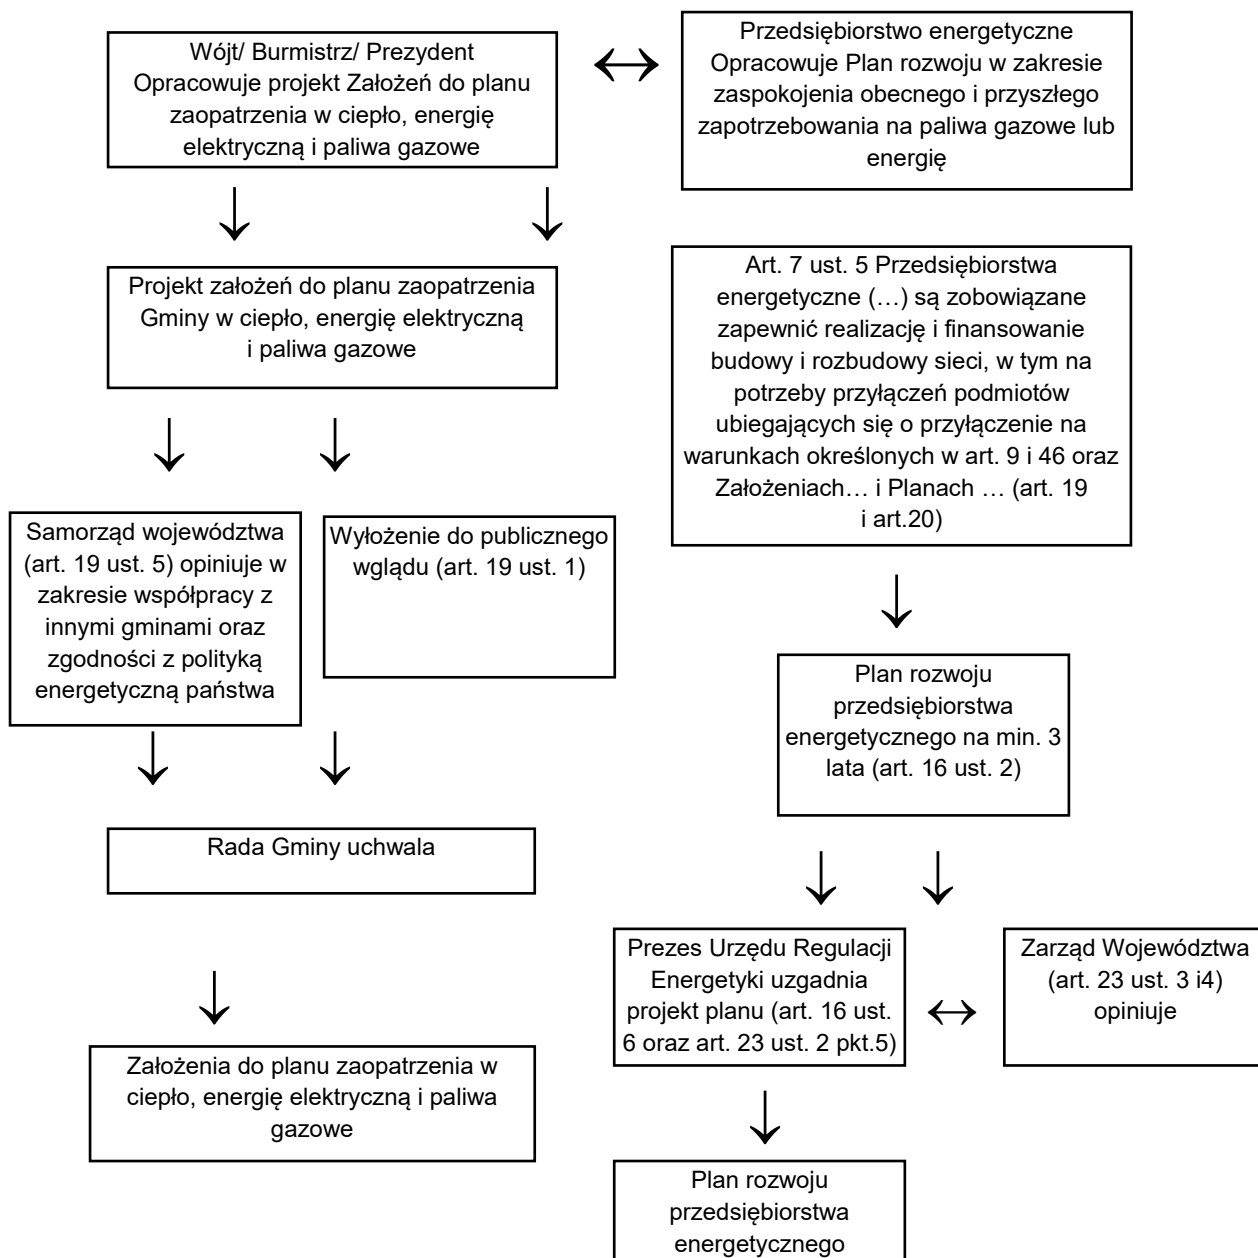 Wójt/ Burmistrz/ Prezydent
Opracowuje projekt Założeń do planu
zaopatrzenia w ciepło, energię
elektryczną i paliwa gazowe
Przedsiębiorstwo energetyczne
Opracowuje Plan rozwoju w zakresie
zaspokojenia obecnego i przyszłego
zapotrzebowania na paliwa gazowe lub
energię
Projekt założeń do planu zaopatrzenia
Gminy w ciepło, energię elektryczną
i paliwa gazowe
Art. 7 ust. 5 Przedsiębiorstwa
energetyczne (…) są zobowiązane
zapewnić realizację i finansowanie
budowy i rozbudowy sieci, w tym na
potrzeby przyłączeń podmiotów
ubiegających się o przyłączenie na
warunkach określonych w art. 9 i 46 oraz
Założeniach… i Planach … (art. 19
i art.20)
Samorząd województwa
(art. 19 ust. 5) opiniuje w
zakresie współpracy z
innymi gminami oraz
zgodności z polityką
energetyczną państwa
Wyłożenie do publicznego
wglądu (art. 19 ust. 1)
Plan rozwoju
przedsiębiorstwa
energetycznego na min. 3
lata (art. 16 ust. 2)
Rada Gminy uchwala
Prezes Urzędu Regulacji
Energetyki uzgadnia
projekt planu (art. 16 ust.
6 oraz art. 23 ust. 2 pkt.5)
Zarząd Województwa
(art. 23 ust. 3 i4)
opiniuje
Założenia do planu zaopatrzenia w
ciepło, energię elektryczną i paliwa
gazowe
Plan rozwoju
przedsiębiorstwa
energetycznego